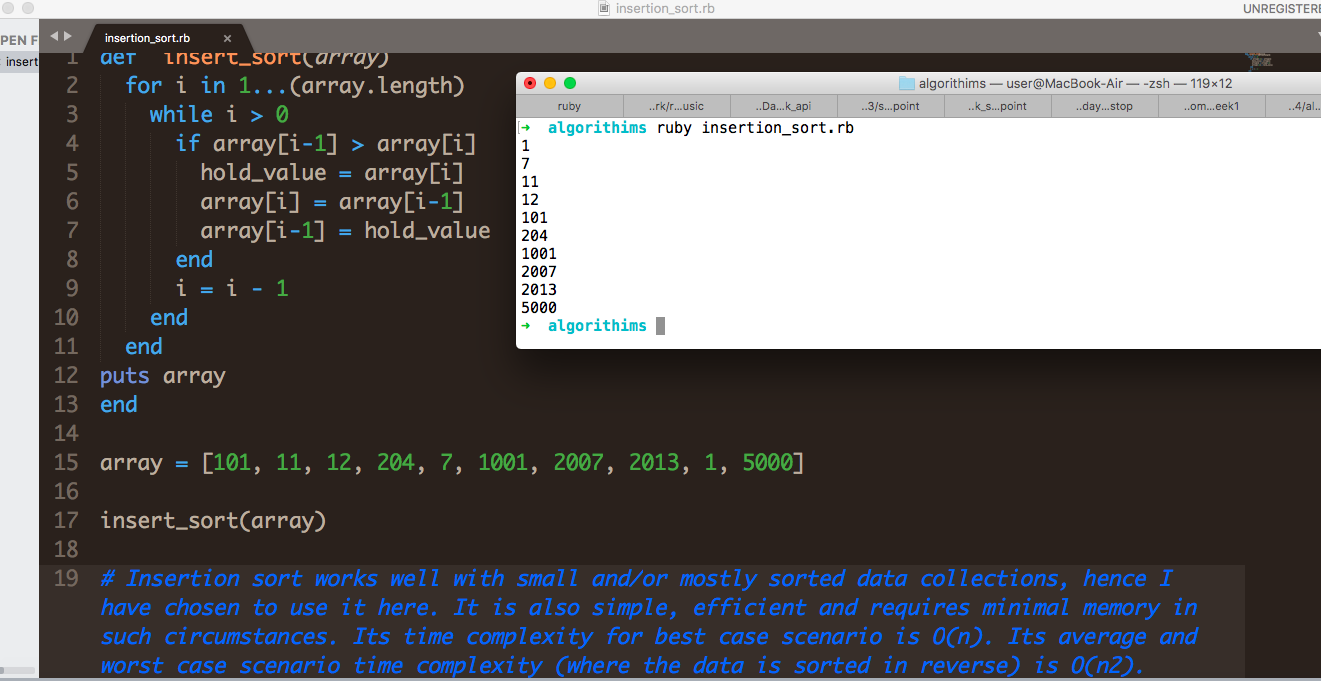 insertion_sort.rb
UNREGISTERE
PEN F
insert
insertion_sort.rb ×
1 def insert_sort(array)
2 for i in 1...(array.length)
3 while i > 0
4 if array[i-1] > array[i]
5 hold_value = array[i]
6 array[i] = array[i-1]
7 array[i-1] = hold_value
8 end
9 i = i - 1
10 end
11 end
12 puts array
13 end
14
15 array = [101, 11, 12, 204, 7, 1001, 2007, 2013, 1, 5000]
16
17 insert_sort(array)
18
19 # Insertion sort works well with small and/or mostly sorted data collections, hence I
have chosen to use it here. It is also simple, efficient and requires minimal memory in
such circumstances. Its time complexity for best case scenario is O(n). Its average and
worst case scenario time complexity (where the data is sorted in reverse) is O(n2).
algorithims — user@MacBook-Air — -zsh — 119×12
ruby ..rk/r...usic ..Da...k_api ..3/s...point ..k_s...point ..day...stop ..om...eek1 ..4/al..
[➜ algorithims ruby insertion_sort.rb
1
7
11
12
101
204
1001
2007
2013
5000
➜ algorithims